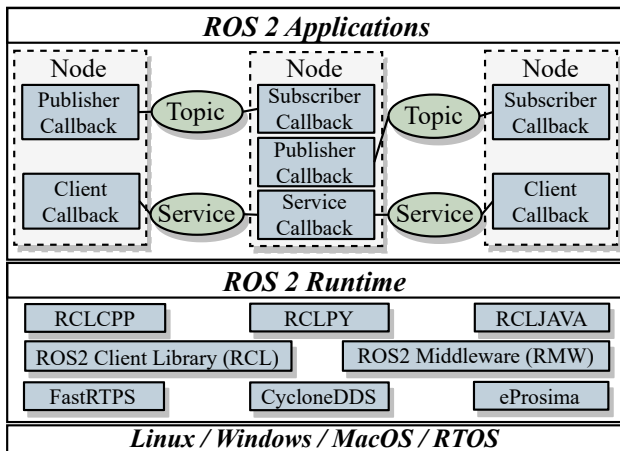 ROS 2 Applications
Node
Node
Node
Publisher
Callback
Topic
Subscriber
Callback
Topic
Subscriber
Callback
Publisher
Callback
Client
Callback
Service
Service
Callback
Service
Client
Callback
ROS 2 Runtime
RCLCPP
RCLPY
RCLJAVA
ROS2 Client Library (RCL)
ROS2 Middleware (RMW)
FastRTPS
CycloneDDS
eProsima
Linux / Windows / MacOS / RTOS